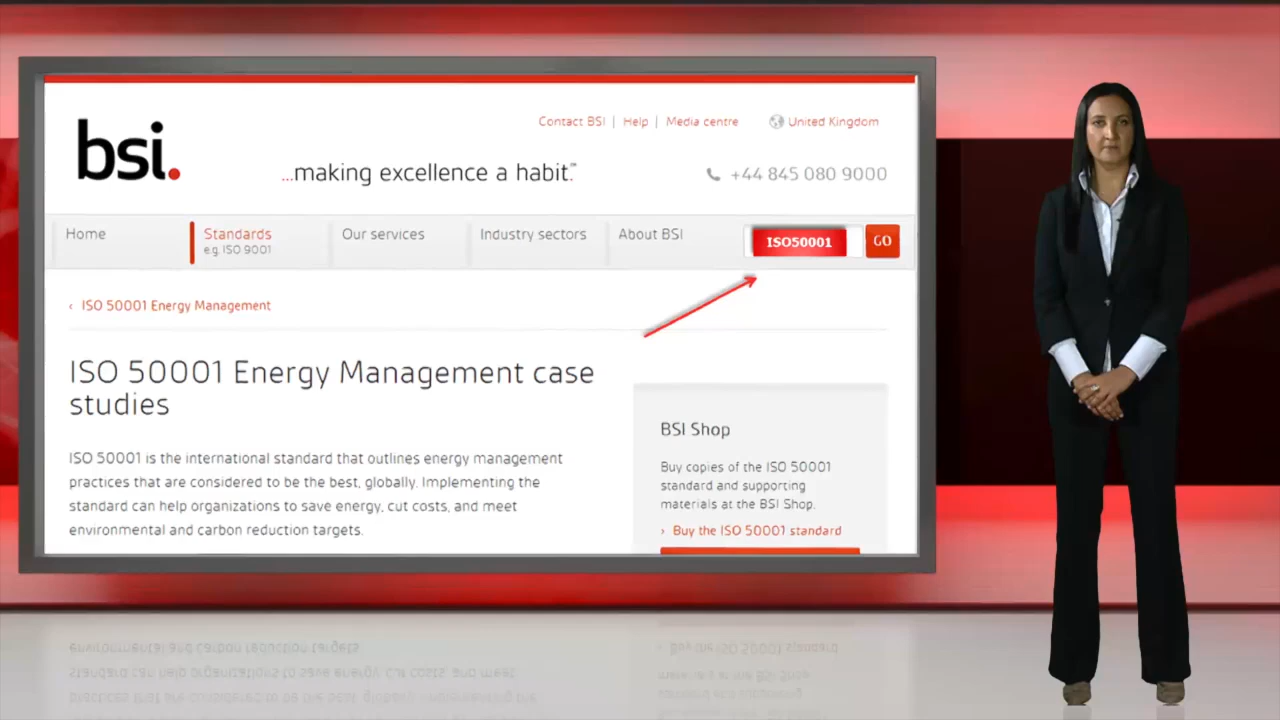 bsi.
Contact BSI | Help | Media centre
United Kingdom
...making excellence a habit.™
+44 845 080 9000
Home
Standards
e.g. ISO 9001
Our services
Industry sectors
About BSI
ISO50001
GO
‹ ISO 50001 Energy Management
ISO 50001 Energy Management case
studies
ISO 50001 is the international standard that outlines energy management
practices that are considered to be the best, globally. Implementing the
standard can help organizations to save energy, cut costs, and meet
environmental and carbon reduction targets.
BSI Shop
Buy copies of the ISO 50001
standard and supporting
materials at the BSI Shop.
› Buy the ISO 50001 standard